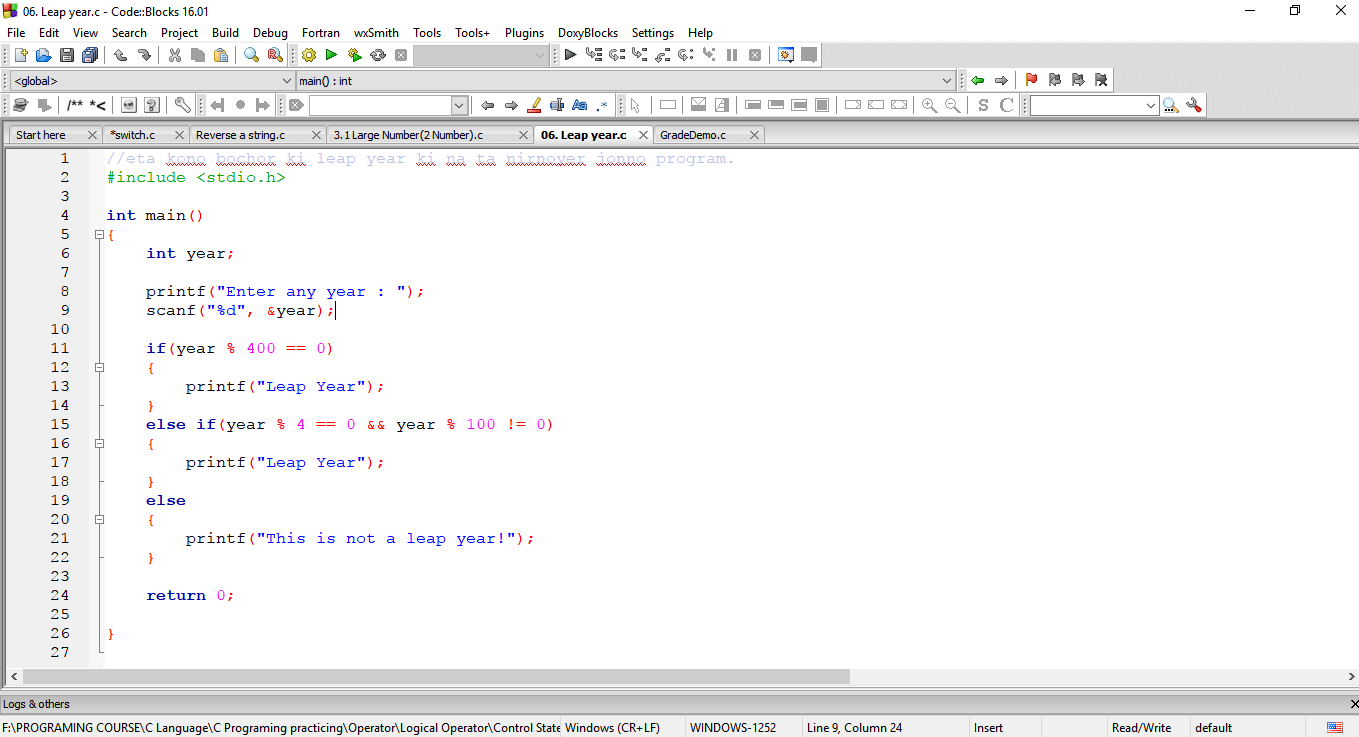 06. Leap year.c - Code::Blocks 16.01
File Edit View Search Project Build Debug Fortran wxSmith Tools Tools+ Plugins DoxyBlocks Settings Help
<global> main() : int
/** *<
Aa .* S C
Start here *switch.c Reverse a string.c 3.1 Large Number(2 Number).c 06. Leap year.c GradeDemo.c
1 //eta kono bochor ki leap year ki na ta nirnoyer jonno program.
2 #include <stdio.h>
3
4 int main()
5 {
6 int year;
7
8 printf("Enter any year : ");
9 scanf("%d", &year);
10
11 if(year % 400 == 0)
12 {
13 printf("Leap Year");
14 }
15 else if(year % 4 == 0 && year % 100 != 0)
16 {
17 printf("Leap Year");
18 }
19 else
20 {
21 printf("This is not a leap year!");
22 }
23
24 return 0;
25
26 }
27
Logs & others
F:\PROGRAMING COURSE\C Language\C Programing practicing\Operator\Logical Operator\Control State Windows (CR+LF) WINDOWS-1252 Line 9, Column 24 Insert Read/Write default